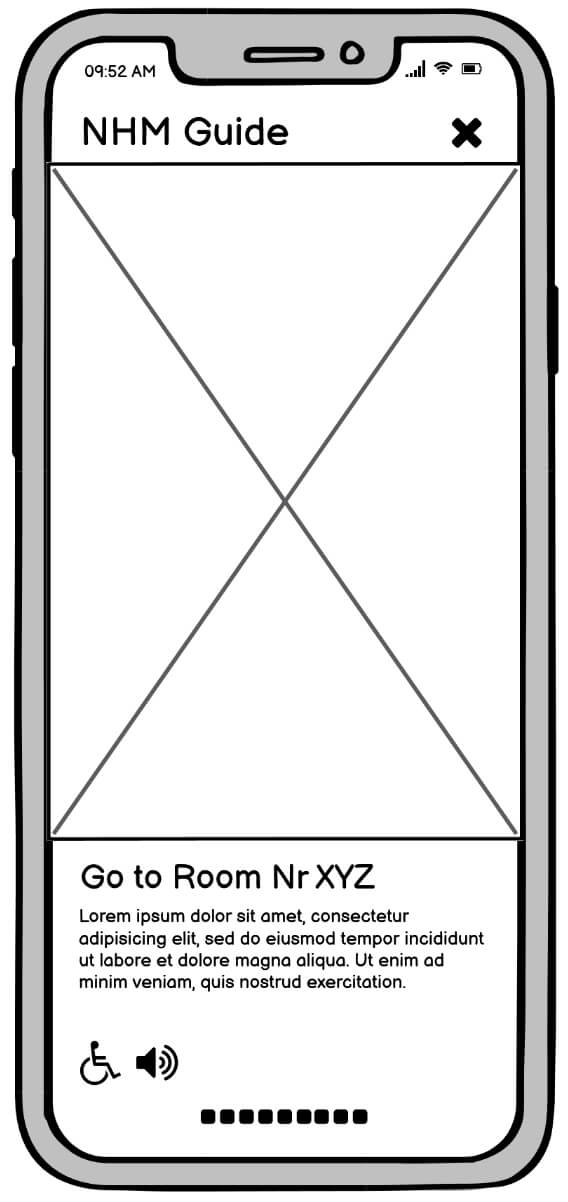 09:52 AM
NHM Guide
Go to Room Nr XYZ
Lorem ipsum dolor sit amet, consectetur
adipisicing elit, sed do eiusmod tempor incididunt
ut labore et dolore magna aliqua. Ut enim ad
minim veniam, quis nostrud exercitation.